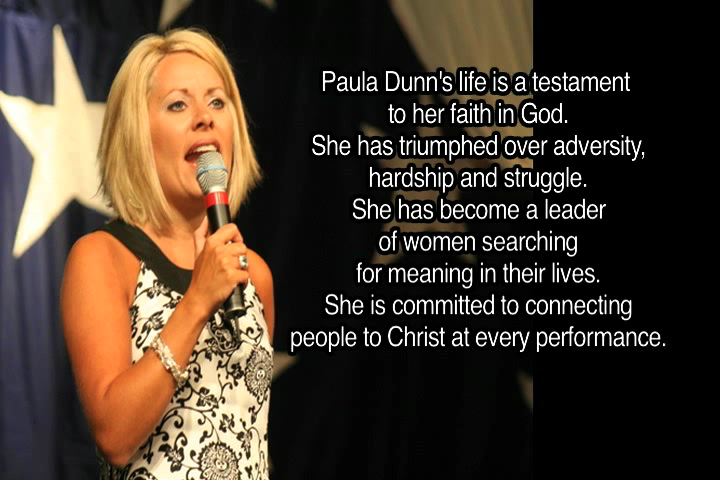 Paula Dunn's life is a testament
to her faith in God.
She has triumphed over adversity,
hardship and struggle.
She has become a leader
of women searching
for meaning in their lives.
She is committed to connecting
people to Christ at every performance.